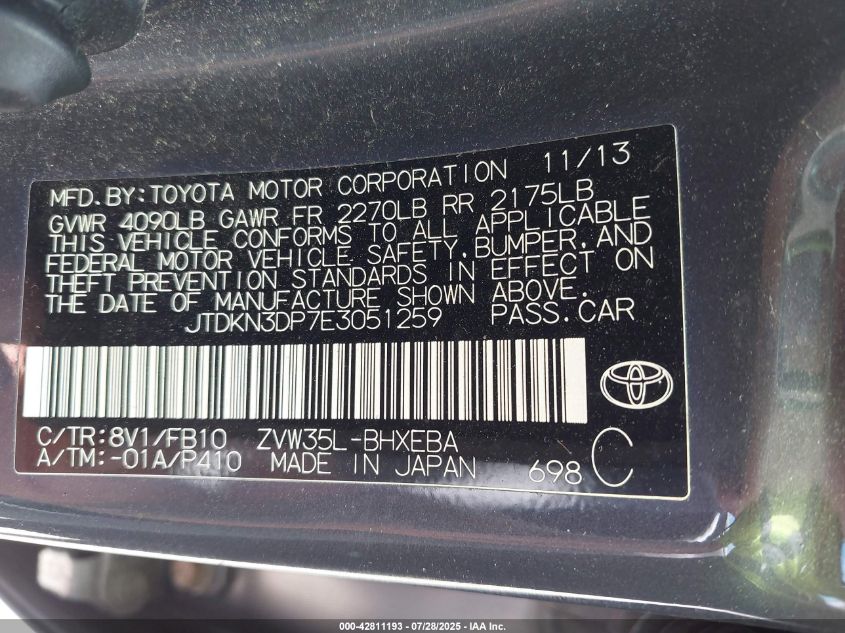 MFD. BY: TOYOTA MOTOR CORPORATION 11/13
GVWR 4090LB GAWR FR 2270LB RR 2175LB
THIS VEHICLE CONFORMS TO ALL APPLICABLE
FEDERAL MOTOR VEHICLE SAFETY, BUMPER, AND
THEFT PREVENTION STANDARDS IN EFFECT ON
THE DATE OF MANUFACTURE SHOWN ABOVE.
JTDKN3DP7E3051259 PASS. CAR
C/TR: 8V1/FB10 ZVW35L-BHXEBA
A/TM: -01A/P410 MADE IN JAPAN 698 C
000-42811193 - 07/28/2025 - IAA Inc.